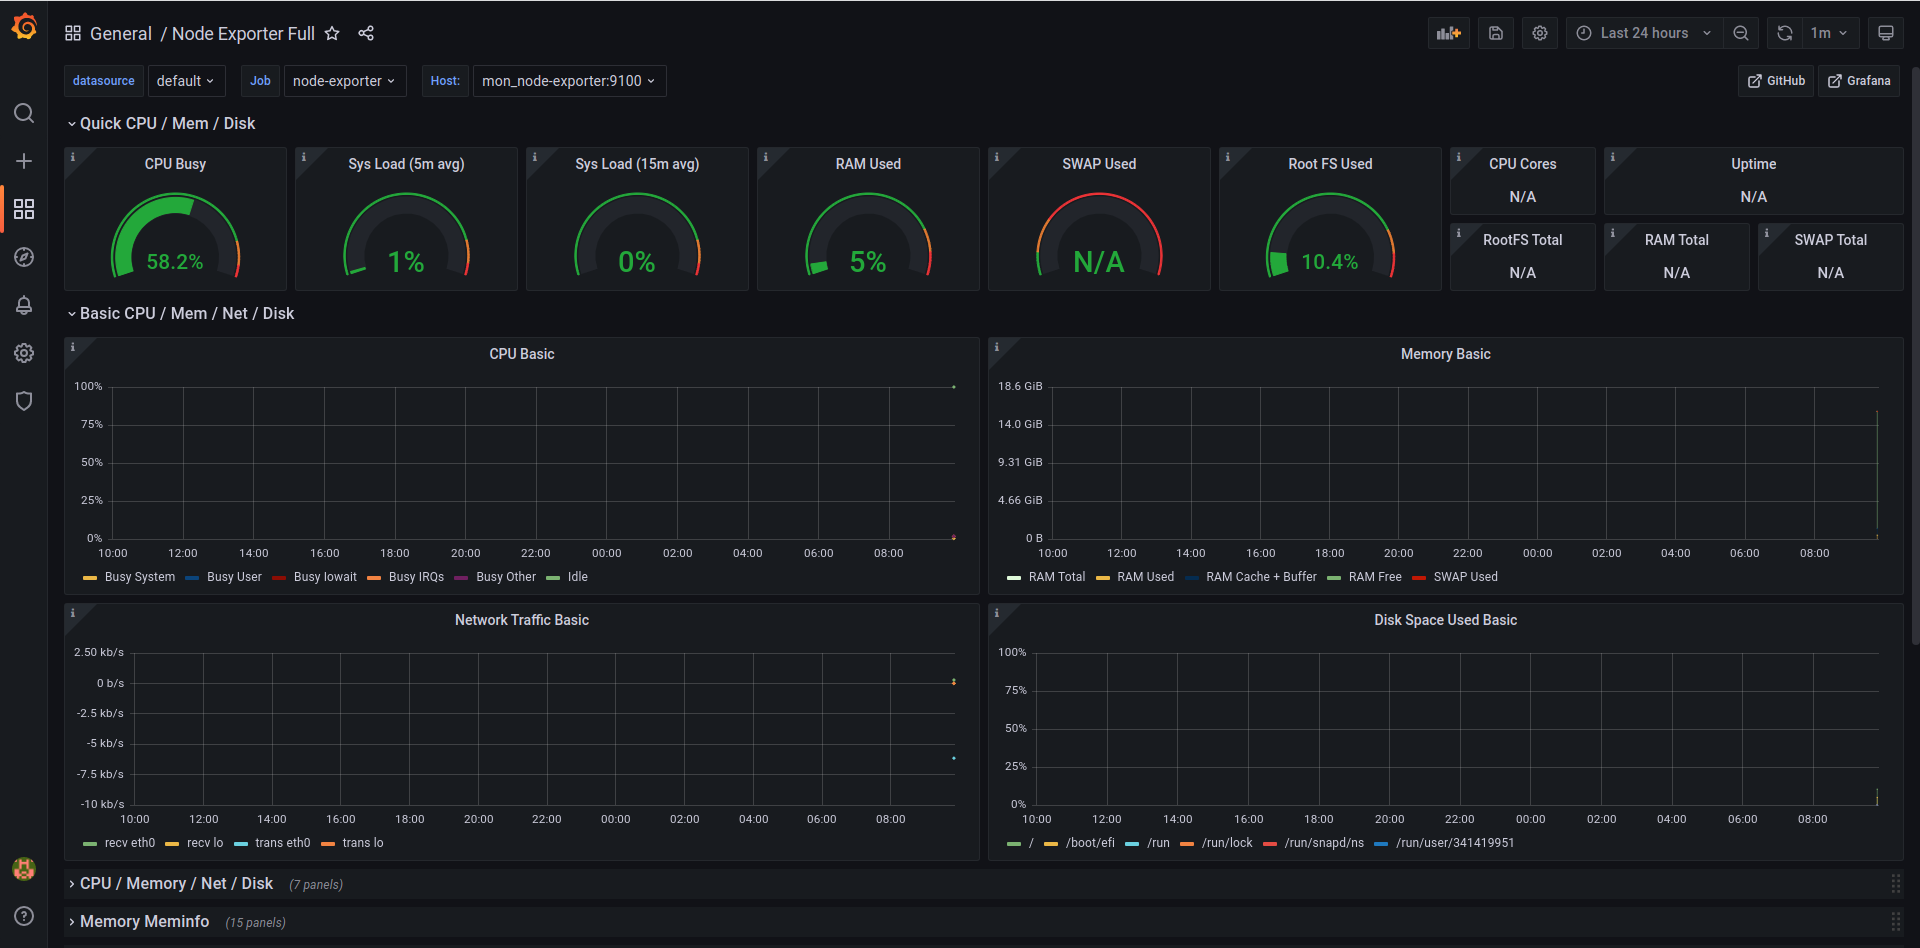 General / Node Exporter Full
Last 24 hours
1m
datasource default Job node-exporter Host: mon_node-exporter:9100
GitHub Grafana
Quick CPU / Mem / Disk
CPU Busy
58.2%
Sys Load (5m avg)
1%
Sys Load (15m avg)
0%
RAM Used
5%
SWAP Used
N/A
Root FS Used
10.4%
CPU Cores
N/A
Uptime
N/A
RootFS Total
N/A
RAM Total
N/A
SWAP Total
N/A
Basic CPU / Mem / Net / Disk
CPU Basic
100%
75%
50%
25%
0%
10:00 12:00 14:00 16:00 18:00 20:00 22:00 00:00 02:00 04:00 06:00 08:00
Busy System Busy User Busy Iowait Busy IRQs Busy Other Idle
Memory Basic
18.6 GiB
14.0 GiB
9.31 GiB
4.66 GiB
0 B
10:00 12:00 14:00 16:00 18:00 20:00 22:00 00:00 02:00 04:00 06:00 08:00
RAM Total RAM Used RAM Cache + Buffer RAM Free SWAP Used
Network Traffic Basic
2.50 kb/s
0 b/s
-2.5 kb/s
-5 kb/s
-7.5 kb/s
-10 kb/s
10:00 12:00 14:00 16:00 18:00 20:00 22:00 00:00 02:00 04:00 06:00 08:00
recv eth0 recv lo trans eth0 trans lo
Disk Space Used Basic
100%
75%
50%
25%
0%
10:00 12:00 14:00 16:00 18:00 20:00 22:00 00:00 02:00 04:00 06:00 08:00
/ /boot/efi /run /run/lock /run/snapd/ns /run/user/341419951
CPU / Memory / Net / Disk (7 panels)
Memory Meminfo (15 panels)